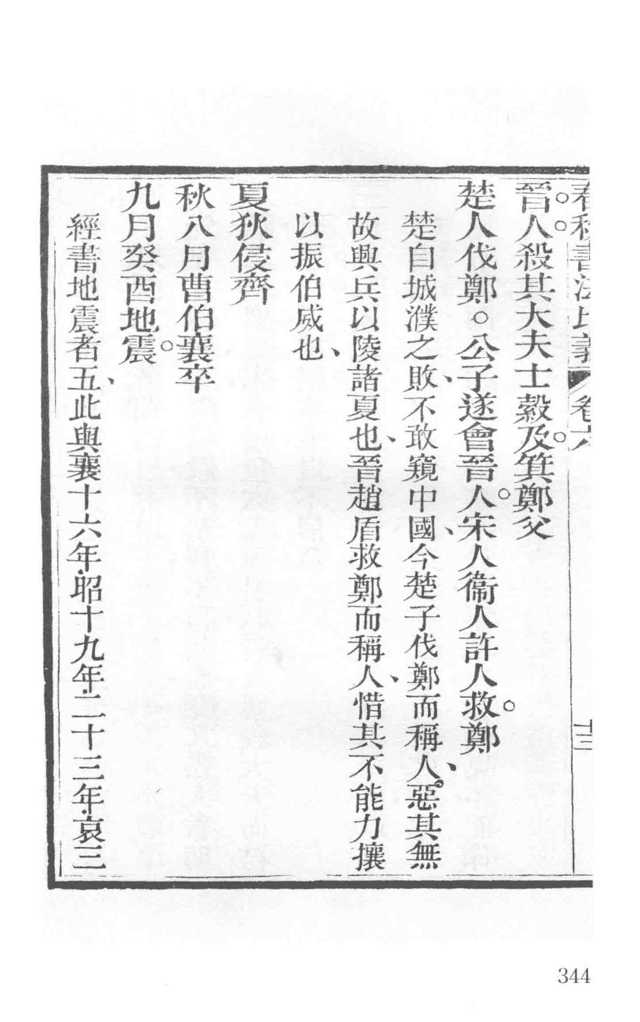 春秋書法比義 卷六 十三
晉人殺其大夫士縠及箕鄭父
楚人伐鄭。公子遂會晉人宋人衞人許人救鄭
楚自城濮之敗、不敢窺中國、今楚子伐鄭而稱人、惡其無
故興兵以陵諸夏也、晉趙盾救鄭而稱人、惜其不能力攘
以振伯威也、
夏狄侵齊
秋八月曹伯襄卒
九月癸酉地震。
經書地震者五、此與襄十六年、昭十九年、二十三年、哀三
344